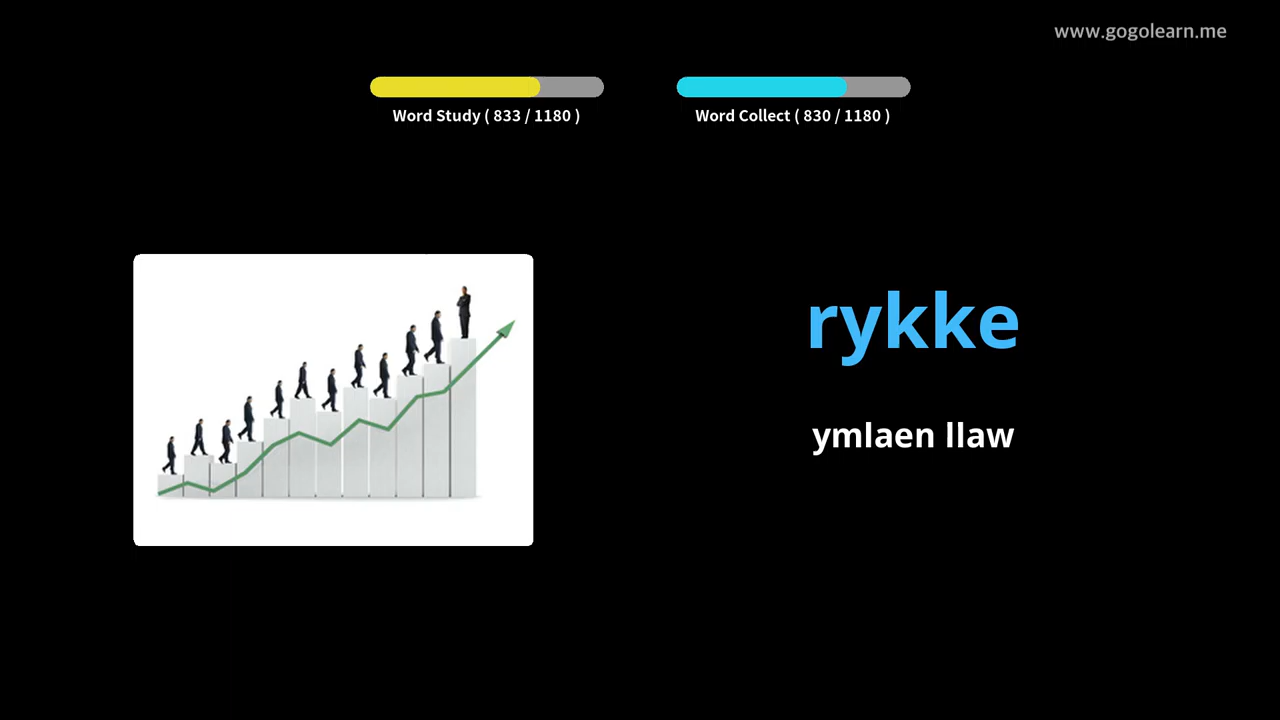 www.gogolearn.me
Word Study ( 833 / 1180 )
Word Collect ( 830 / 1180 )
rykke
ymlaen llaw